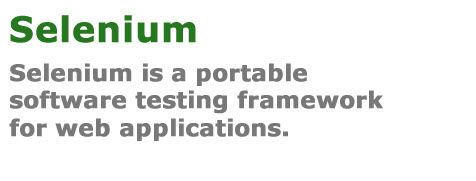 Selenium
Selenium is a portable
software testing framework
for web applications.